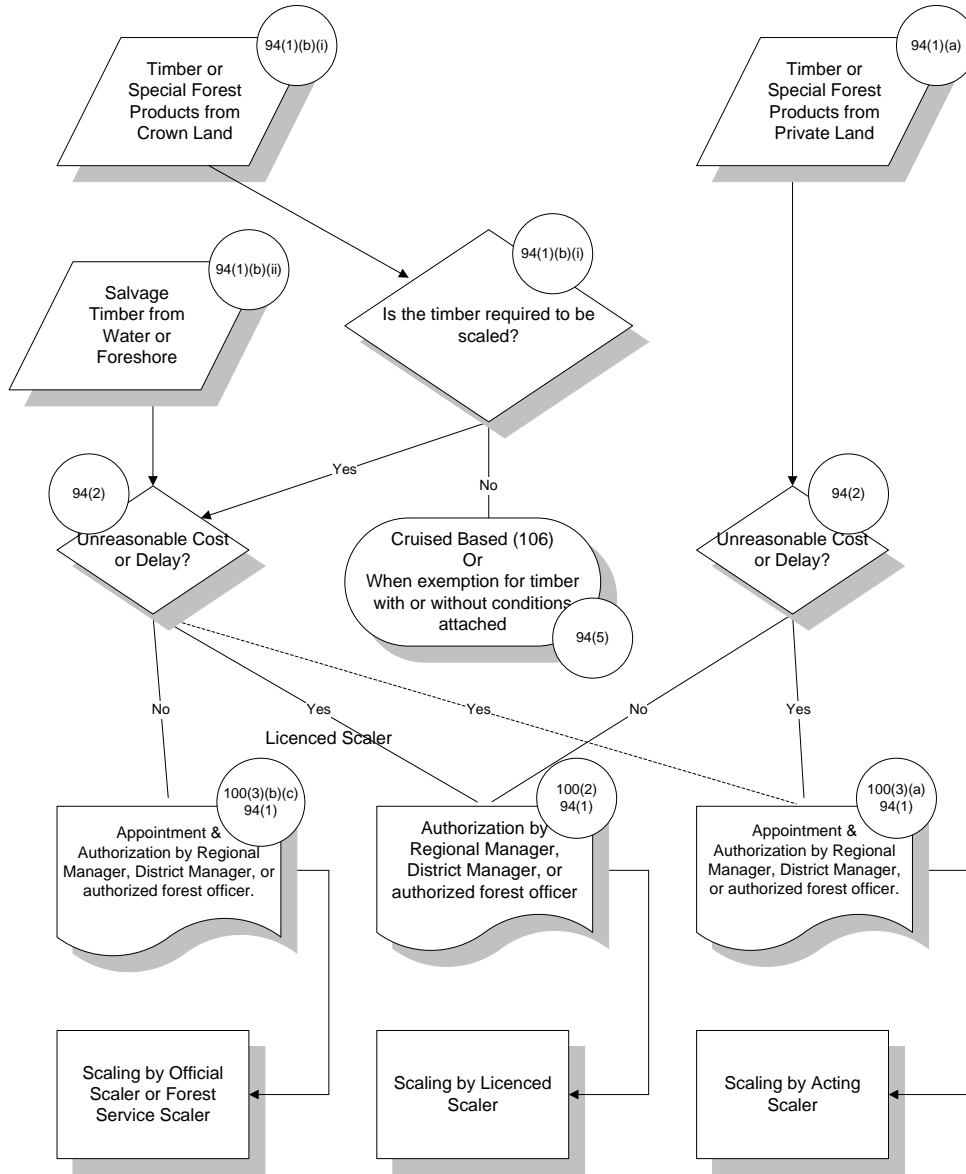 94(1)(b)(i)
Timber or
Special Forest
Products from
Crown Land
94(1)(a)
Timber or
Special Forest
Products from
Private Land
94(1)(b)(ii)
Salvage
Timber from
Water or
Foreshore
94(1)(b)(i)
Is the timber required to be
scaled?
Yes
No
94(2)
Unreasonable Cost
or Delay?
Cruised Based (106)
Or
When exemption for timber
with or without conditions
attached
94(5)
94(2)
Unreasonable Cost
or Delay?
No
Yes
Licenced Scaler
Yes
No
Yes
100(3)(b)(c)
94(1)
Appointment &
Authorization by Regional
Manager, District Manager, or
authorized forest officer.
100(2)
94(1)
Authorization by
Regional Manager,
District Manager, or
authorized forest officer
100(3)(a)
94(1)
Appointment &
Authorization by Regional
Manager, District Manager,
or authorized forest officer.
Scaling by Official
Scaler or Forest
Service Scaler
Scaling by Licenced
Scaler
Scaling by Acting
Scaler